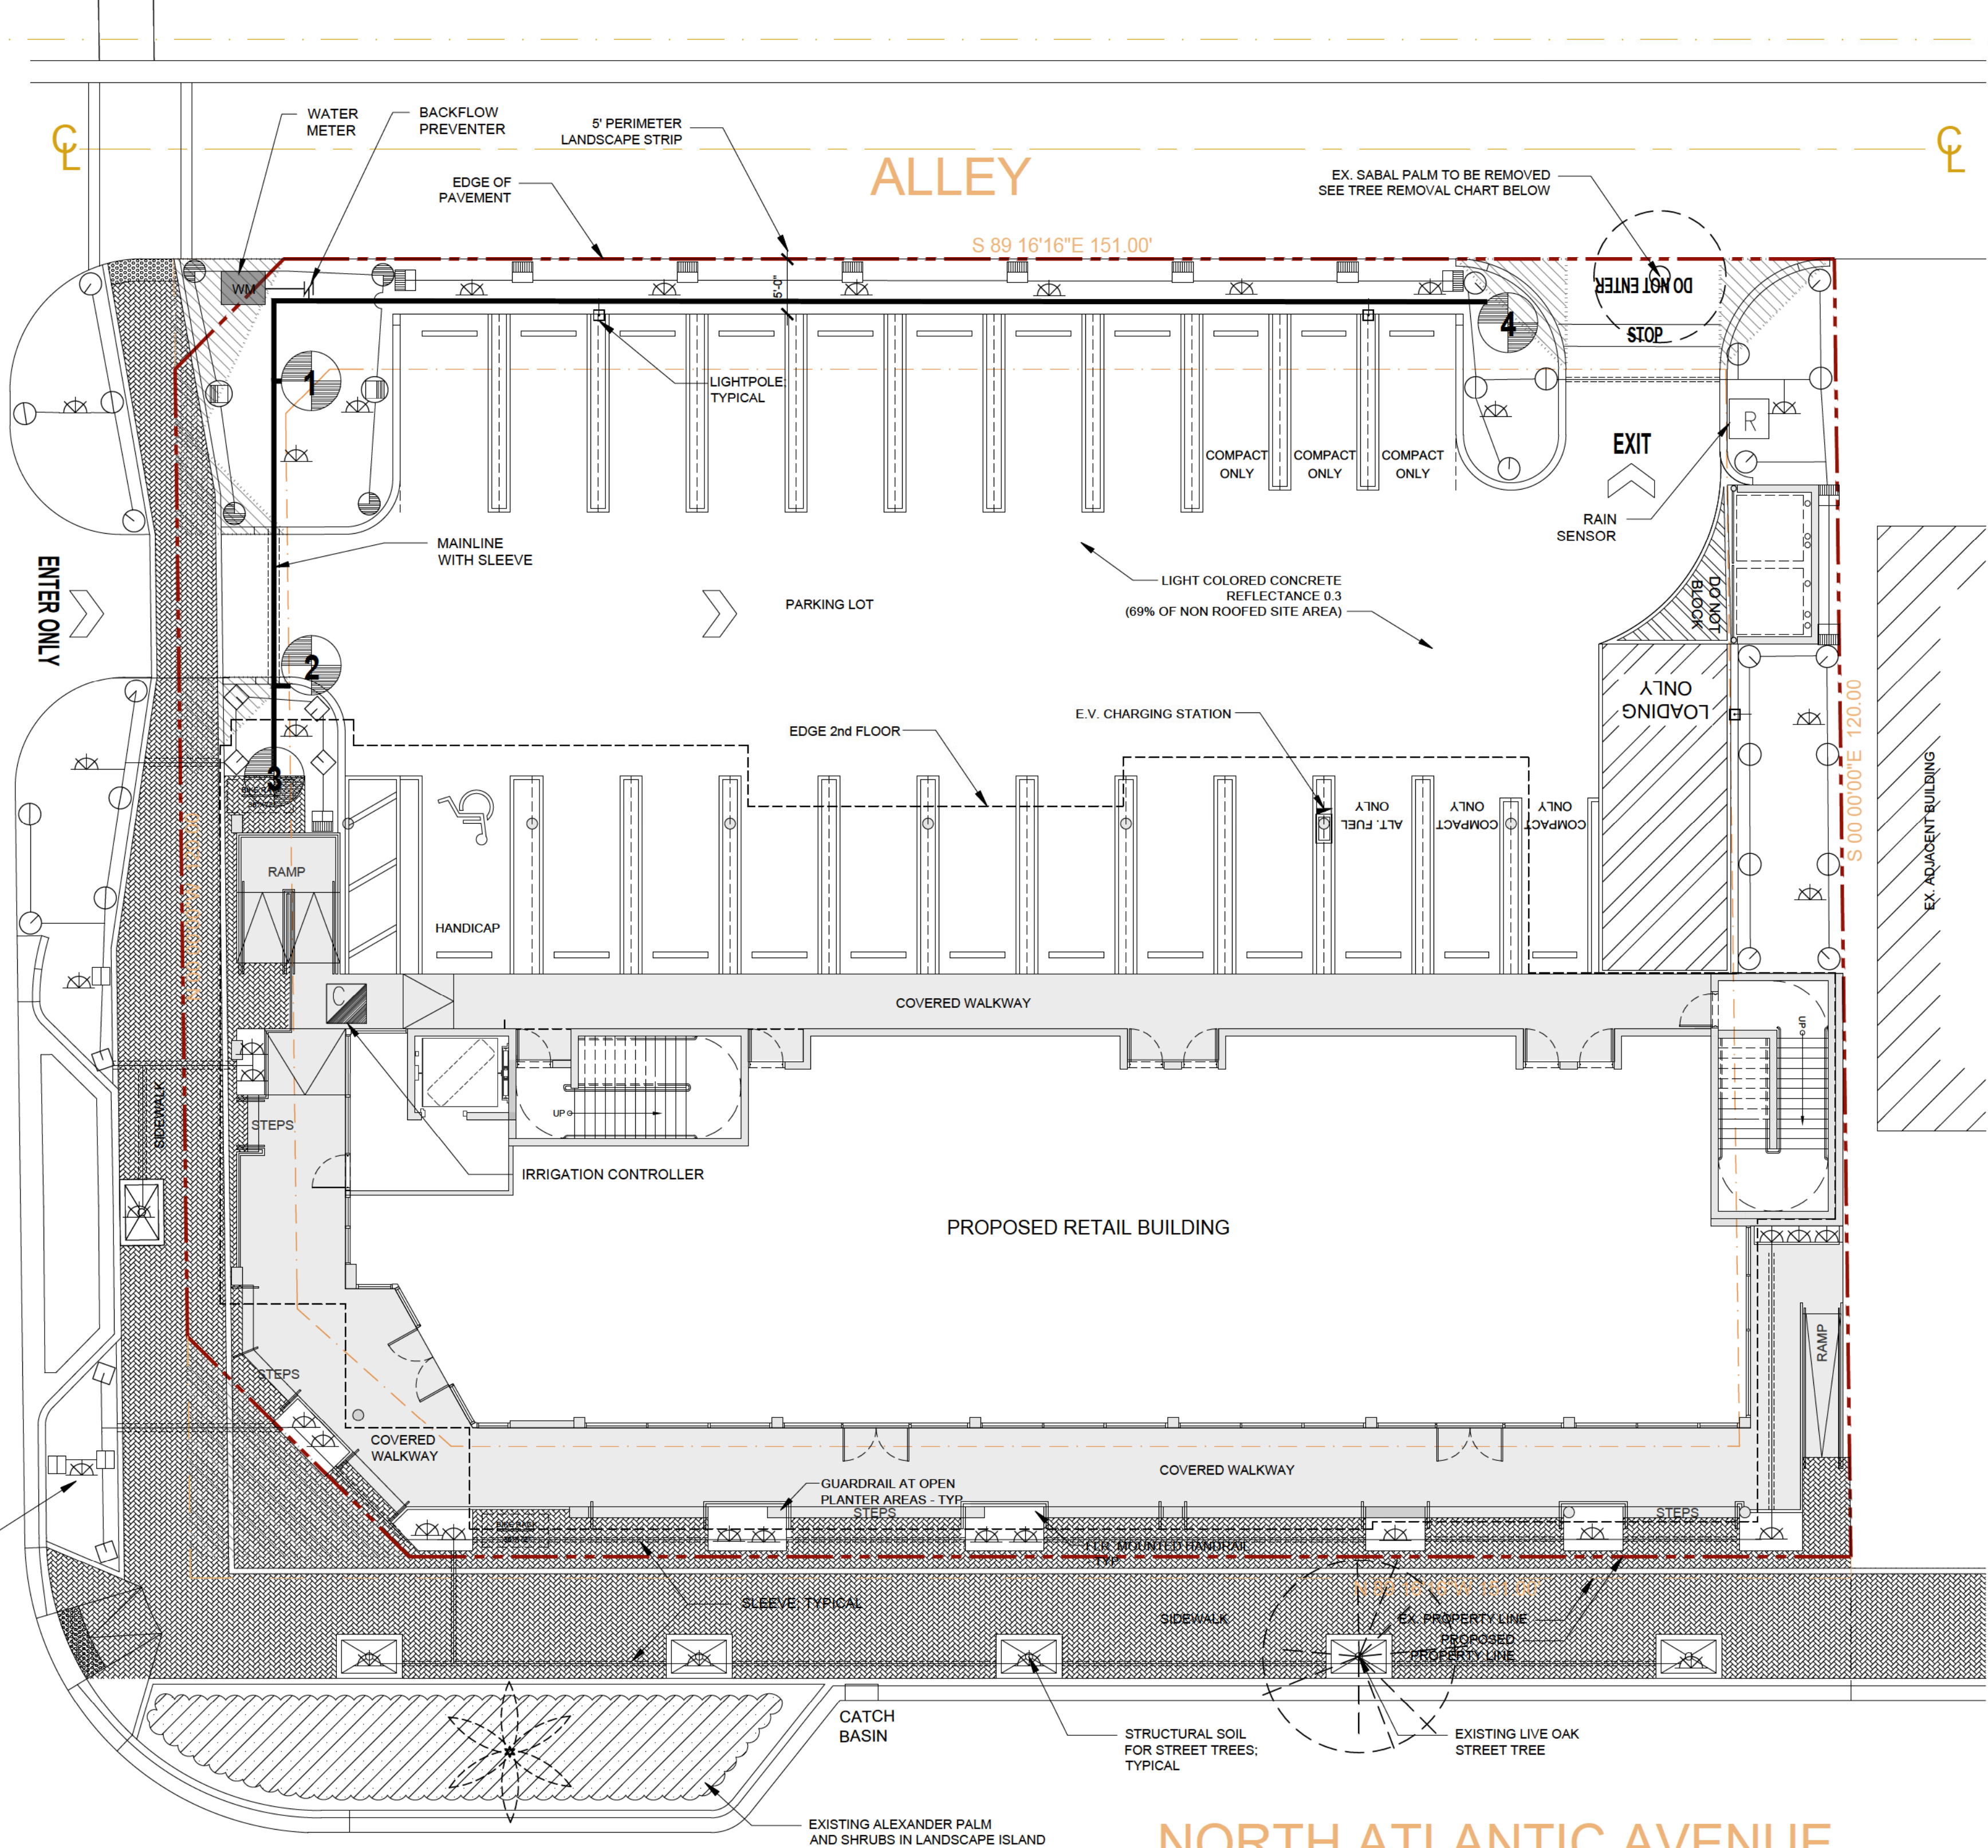 WATER
METER
BACKFLOW
PREVENTER
5' PERIMETER
LANDSCAPE STRIP
ALLEY
EDGE OF
PAVEMENT
EX. SABAL PALM TO BE REMOVED
SEE TREE REMOVAL CHART BELOW
S 89 16'16"E 151.00'
WM
5'-0"
DO NOT ENTER
STOP
1
4
LIGHTPOLE;
TYPICAL
R
EXIT
COMPACT
ONLY
COMPACT
ONLY
COMPACT
ONLY
RAIN
SENSOR
MAINLINE
WITH SLEEVE
ENTER ONLY
LIGHT COLORED CONCRETE
REFLECTANCE 0.3
(69% OF NON ROOFED SITE AREA)
PARKING LOT
DO NOT
BLOCK
2
LOADING
ONLY
S 00 00'00"E 120.00
E.V. CHARGING STATION
EDGE 2nd FLOOR
3
ALT. FUEL
ONLY
COMPACT
ONLY
COMPACT
ONLY
EX. ADJACENT BUILDING
RAMP
HANDICAP
C
COVERED WALKWAY
UP
UP
SIDEWALK
STEPS
IRRIGATION CONTROLLER
PROPOSED RETAIL BUILDING
RAMP
STEPS
COVERED
WALKWAY
COVERED WALKWAY
GUARDRAIL AT OPEN
PLANTER AREAS - TYP
STEPS
STEPS
BIKE RACK
FLR. MOUNTED HANDRAIL
TYP
SLEEVE; TYPICAL
SIDEWALK
EX. PROPERTY LINE
PROPOSED
PROPERTY LINE
CATCH
BASIN
STRUCTURAL SOIL
FOR STREET TREES;
TYPICAL
EXISTING LIVE OAK
STREET TREE
EXISTING ALEXANDER PALM
AND SHRUBS IN LANDSCAPE ISLAND
NORTH ATLANTIC AVENUE